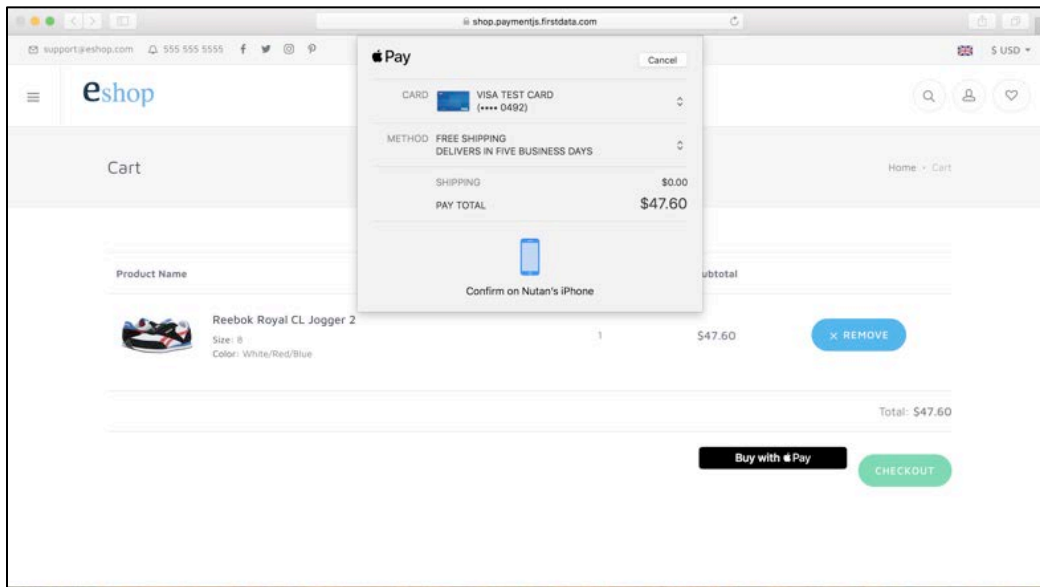 shop.paymentjs.firstdata.com
support@eshop.com 555 555 5555 $ USD
Pay Cancel
eshop
CARD VISA TEST CARD
(•••• 0492)
METHOD FREE SHIPPING
DELIVERS IN FIVE BUSINESS DAYS
Cart Home Cart
SHIPPING $0.00
PAY TOTAL $47.60
Confirm on Nutan's iPhone
Product Name ubtotal
Reebok Royal CL Jogger 2
Size: 8
Color: White/Red/Blue
1 $47.60 × REMOVE
Total: $47.60
Buy with Pay
CHECKOUT